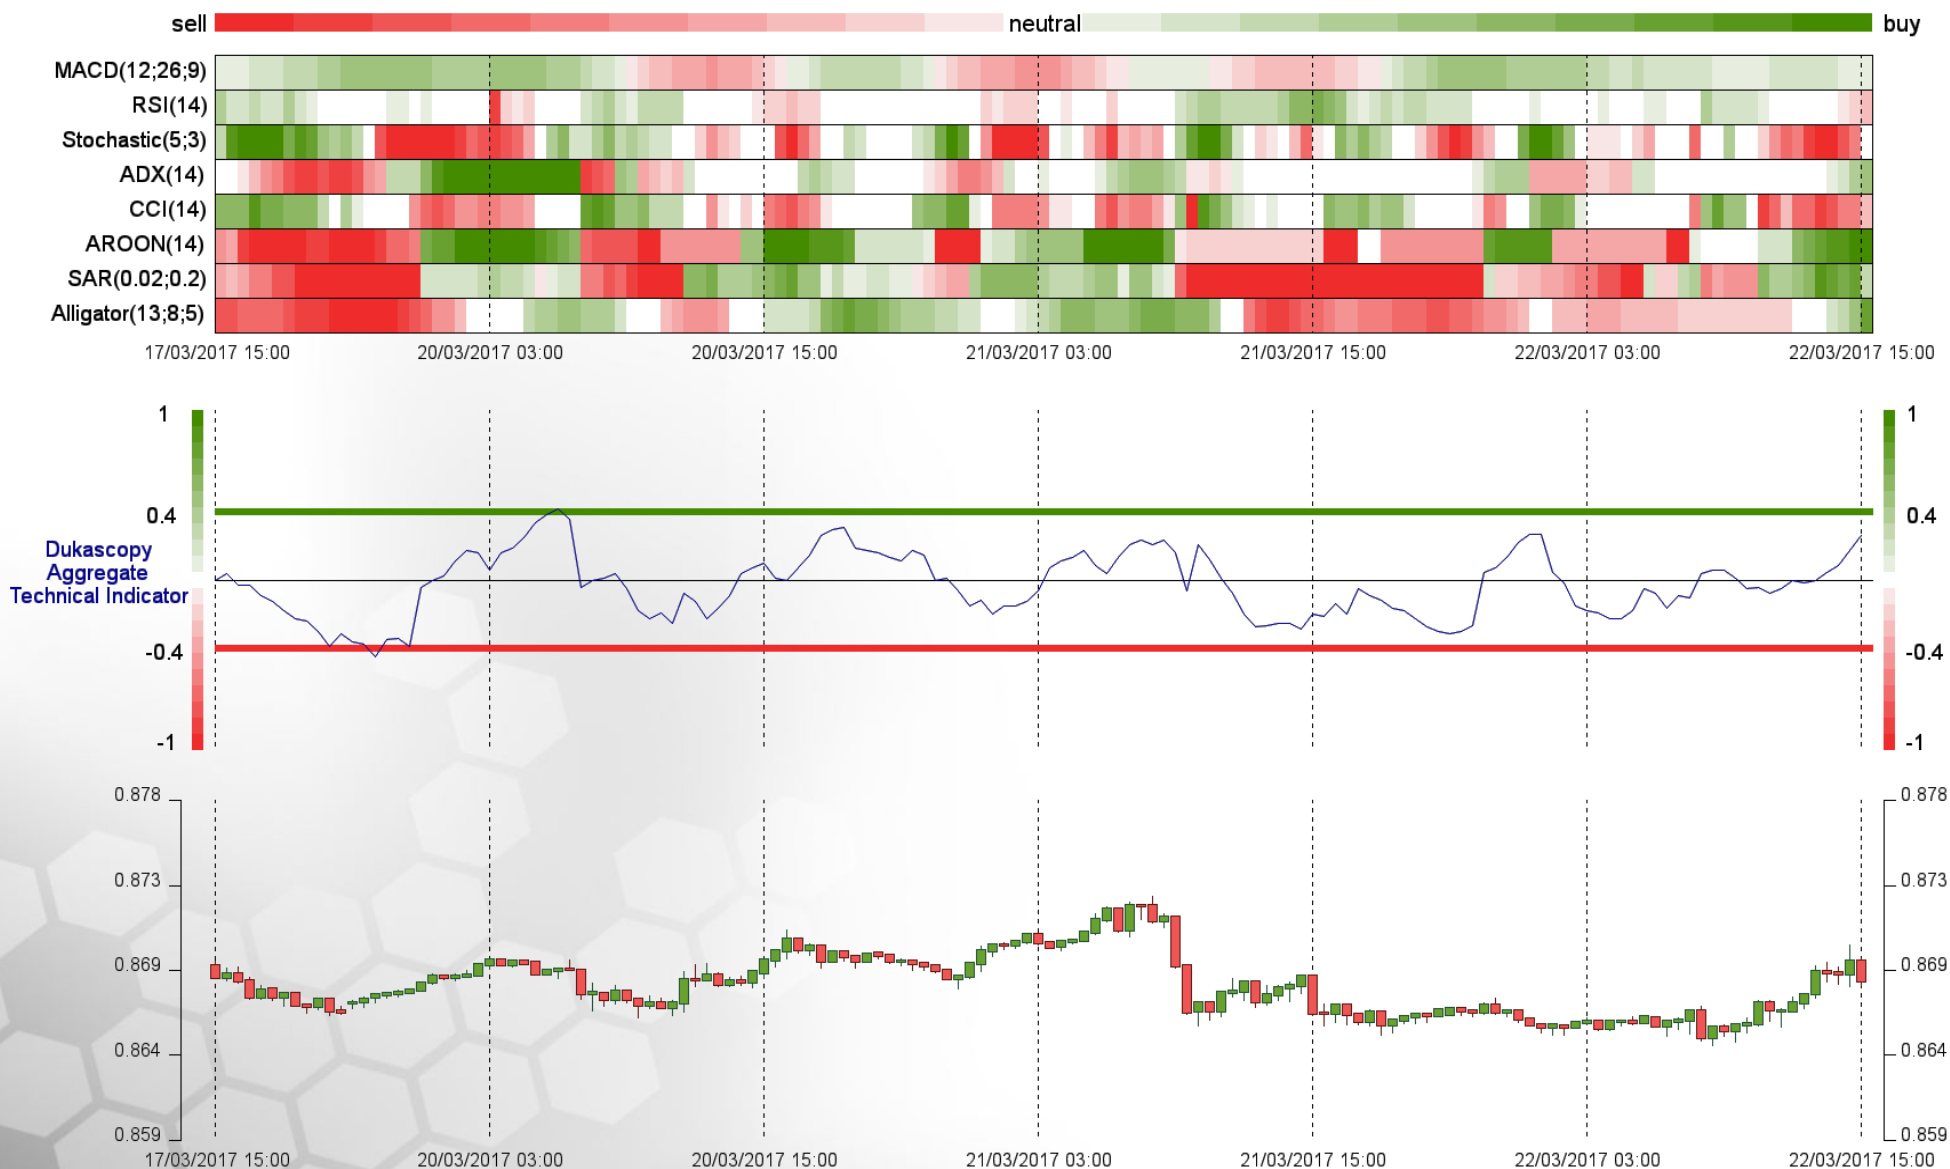 sell neutral buy
MACD(12;26;9)
RSI(14)
Stochastic(5;3)
ADX(14)
CCI(14)
AROON(14)
SAR(0.02;0.2)
Alligator(13;8;5)
17/03/2017 15:00 20/03/2017 03:00 20/03/2017 15:00 21/03/2017 03:00 21/03/2017 15:00 22/03/2017 03:00 22/03/2017 15:00
1 1
0.4 0.4
Dukascopy
Aggregate
Technical Indicator
-0.4 -0.4
-1 -1
0.878 0.878
0.873 0.873
0.869 0.869
0.864 0.864
0.859 0.859
17/03/2017 15:00 20/03/2017 03:00 20/03/2017 15:00 21/03/2017 03:00 21/03/2017 15:00 22/03/2017 03:00 22/03/2017 15:00